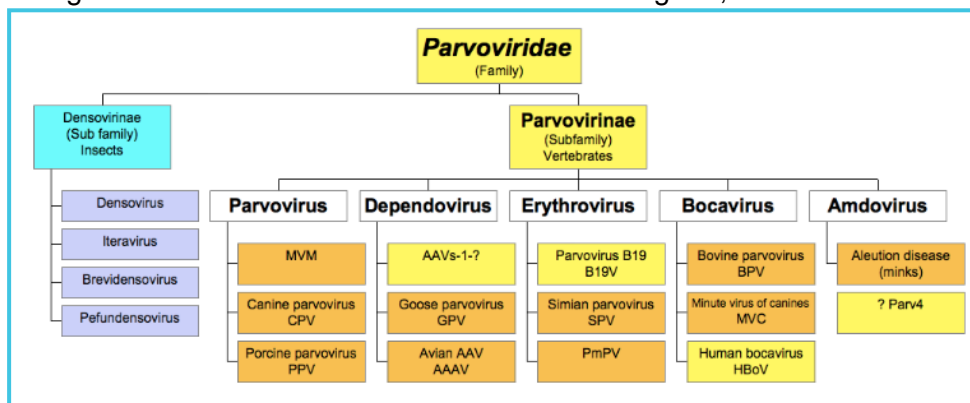 Parvoviridae
(Family)
Densovirinae
(Sub family)
Insects
Parvovirinae
(Subfamily)
Vertebrates
Densovirus
Iteravirus
Brevidensovirus
Pefundensovirus
Parvovirus
MVM
Canine parvovirus
CPV
Porcine parvovirus
PPV
Dependovirus
AAVs-1-?
Goose parvovirus
GPV
Avian AAV
AAAV
Erythrovirus
Parvovirus B19
B19V
Simian parvovirus
SPV
PmPV
Bocavirus
Bovine parvovirus
BPV
Minute virus of canines
MVC
Human bocavirus
HBoV
Amdovirus
Aleution disease
(minks)
? Parv4